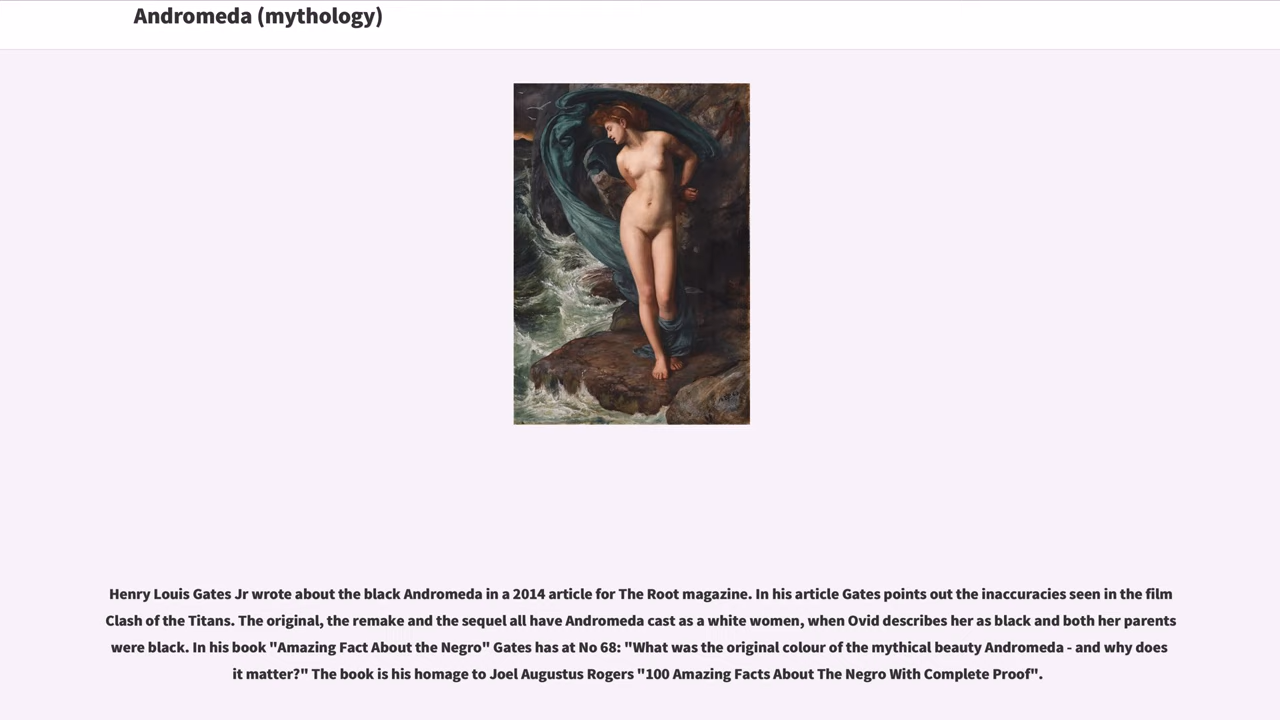 Andromeda (mythology)
Henry Louis Gates Jr wrote about the black Andromeda in a 2014 article for The Root magazine. In his article Gates points out the inaccuracies seen in the film
Clash of the Titans. The original, the remake and the sequel all have Andromeda cast as a white women, when Ovid describes her as black and both her parents
were black. In his book "Amazing Fact About the Negro" Gates has at No 68: "What was the original colour of the mythical beauty Andromeda - and why does
it matter?" The book is his homage to Joel Augustus Rogers "100 Amazing Facts About The Negro With Complete Proof".